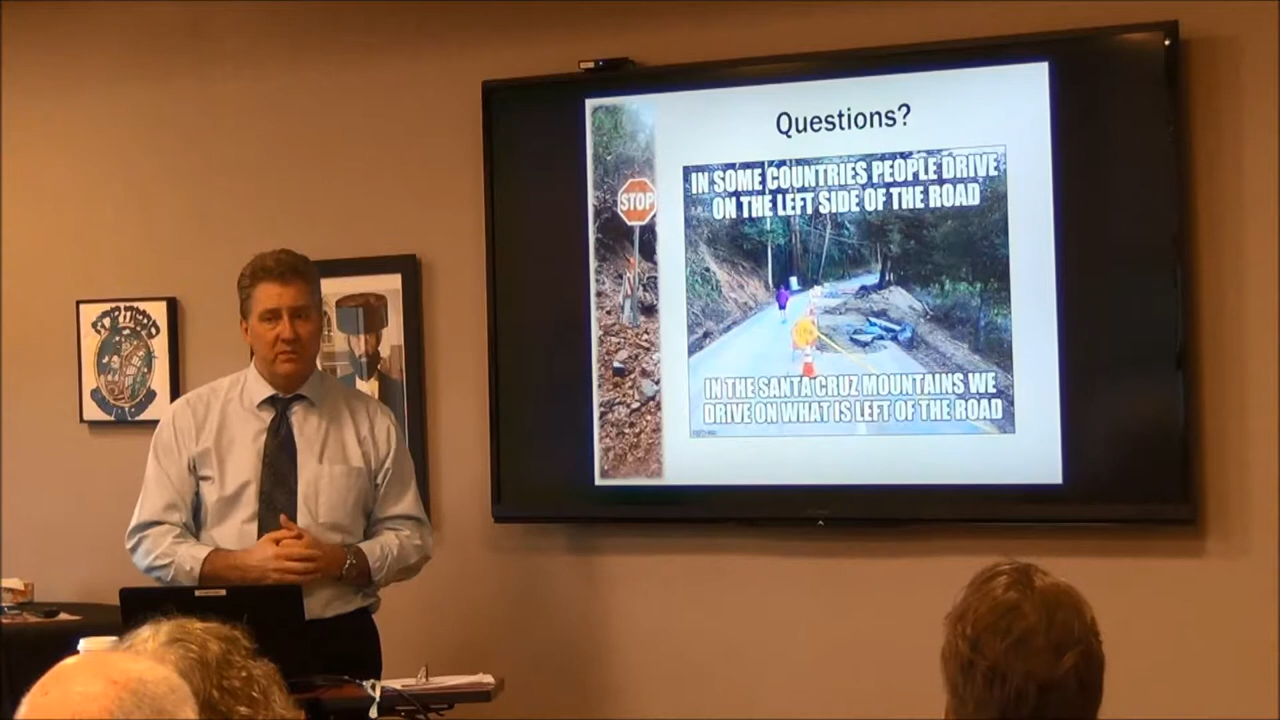 Questions?
STOP
IN SOME COUNTRIES PEOPLE DRIVE
ON THE LEFT SIDE OF THE ROAD
IN THE SANTA CRUZ MOUNTAINS WE
DRIVE ON WHAT IS LEFT OF THE ROAD